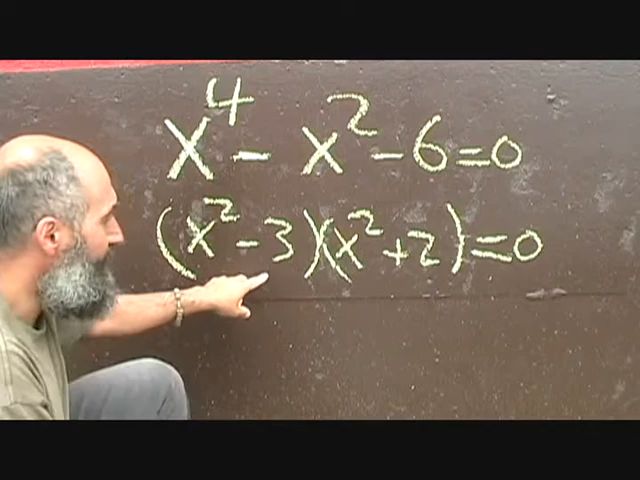 x⁴ - x² - 6 = 0
(x² - 3)(x² + 2) = 0